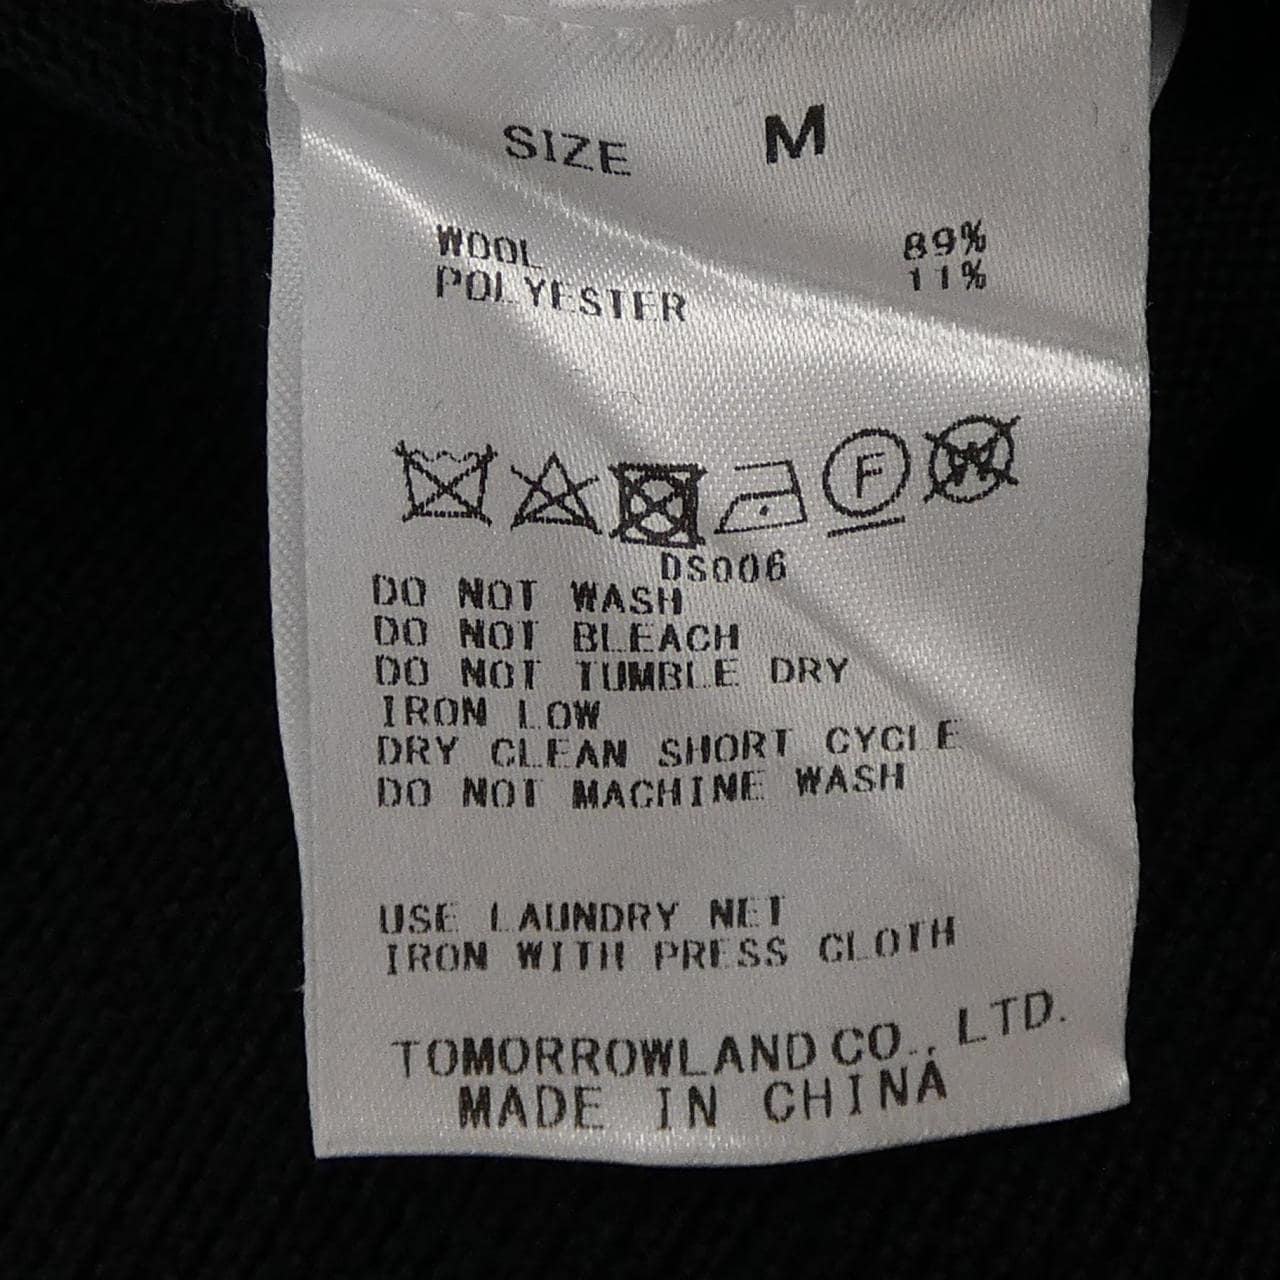 SIZE M
WOOL 89%
POLYESTER 11%
F W
DS006
DO NOT WASH
DO NOT BLEACH
DO NOT TUMBLE DRY
IRON LOW
DRY CLEAN SHORT CYCLE
DO NOT MACHINE WASH
USE LAUNDRY NET
IRON WITH PRESS CLOTH
TOMORROWLAND CO., LTD.
MADE IN CHINA